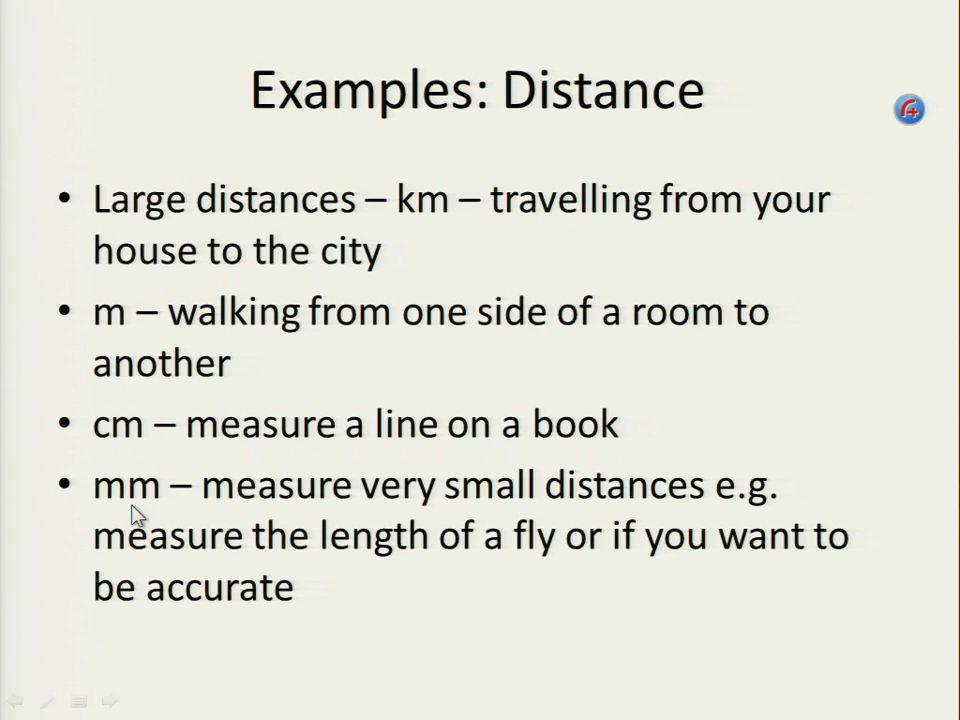 Examples: Distance
• Large distances – km – travelling from your
house to the city
• m – walking from one side of a room to
another
• cm – measure a line on a book
• mm – measure very small distances e.g.
measure the length of a fly or if you want to
be accurate